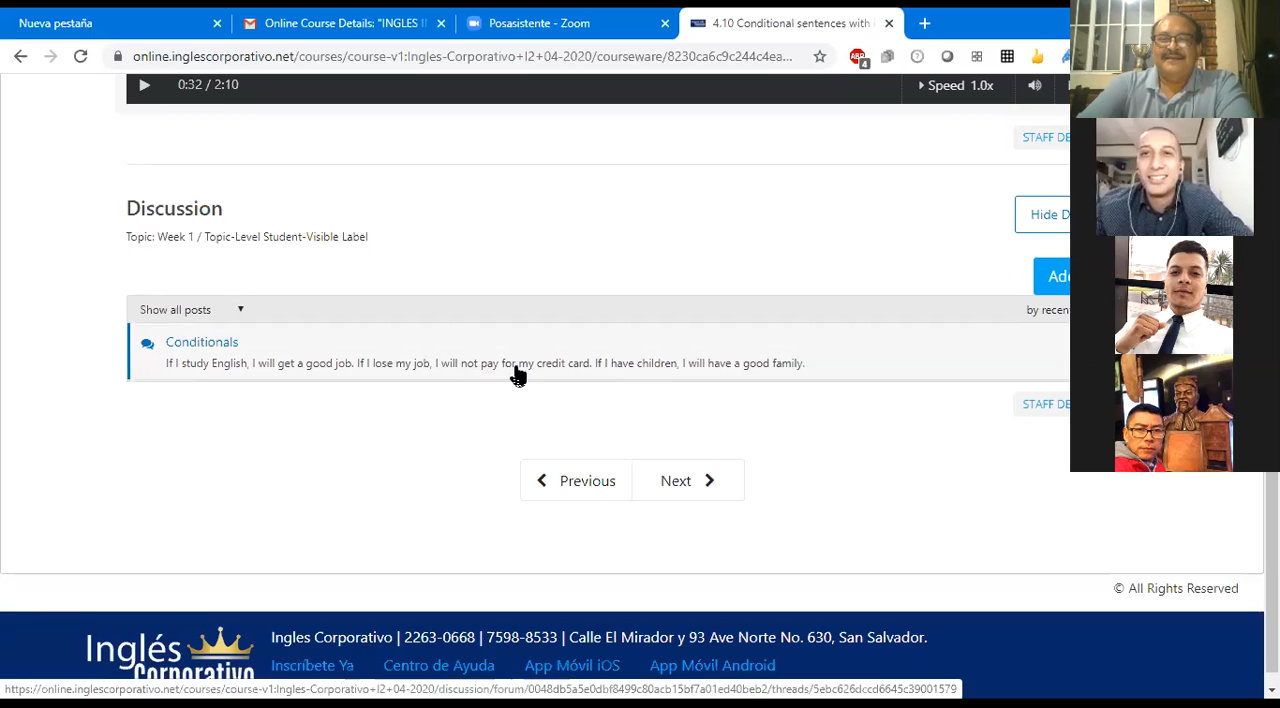 Nueva pestaña
Online Course Details: "INGLES I
Posasistente - Zoom
4.10 Conditional sentences with
online.inglescorporativo.net/courses/course-v1:Ingles-Corporativo+I2+04-2020/courseware/8230ca6c9c244c4ea...
4
0:32 / 2:10
Speed 1.0x
STAFF DE
Discussion
Hide D
Topic: Week 1 / Topic-Level Student-Visible Label
Add
Show all posts
by recent
Conditionals
If I study English, I will get a good job. If I lose my job, I will not pay for my credit card. If I have children, I will have a good family.
STAFF DE
Previous
Next
© All Rights Reserved
Inglés
Corporativo
Ingles Corporativo | 2263-0668 | 7598-8533 | Calle El Mirador y 93 Ave Norte No. 630, San Salvador.
Inscríbete Ya
Centro de Ayuda
App Móvil iOS
App Móvil Android
https://online.inglescorporativo.net/courses/course-v1:Ingles-Corporativo+I2+04-2020/discussion/forum/0048db5a5e0dbf8499c80acb15bf7a01ed40beb2/threads/5ebc626dccd6645c39001579